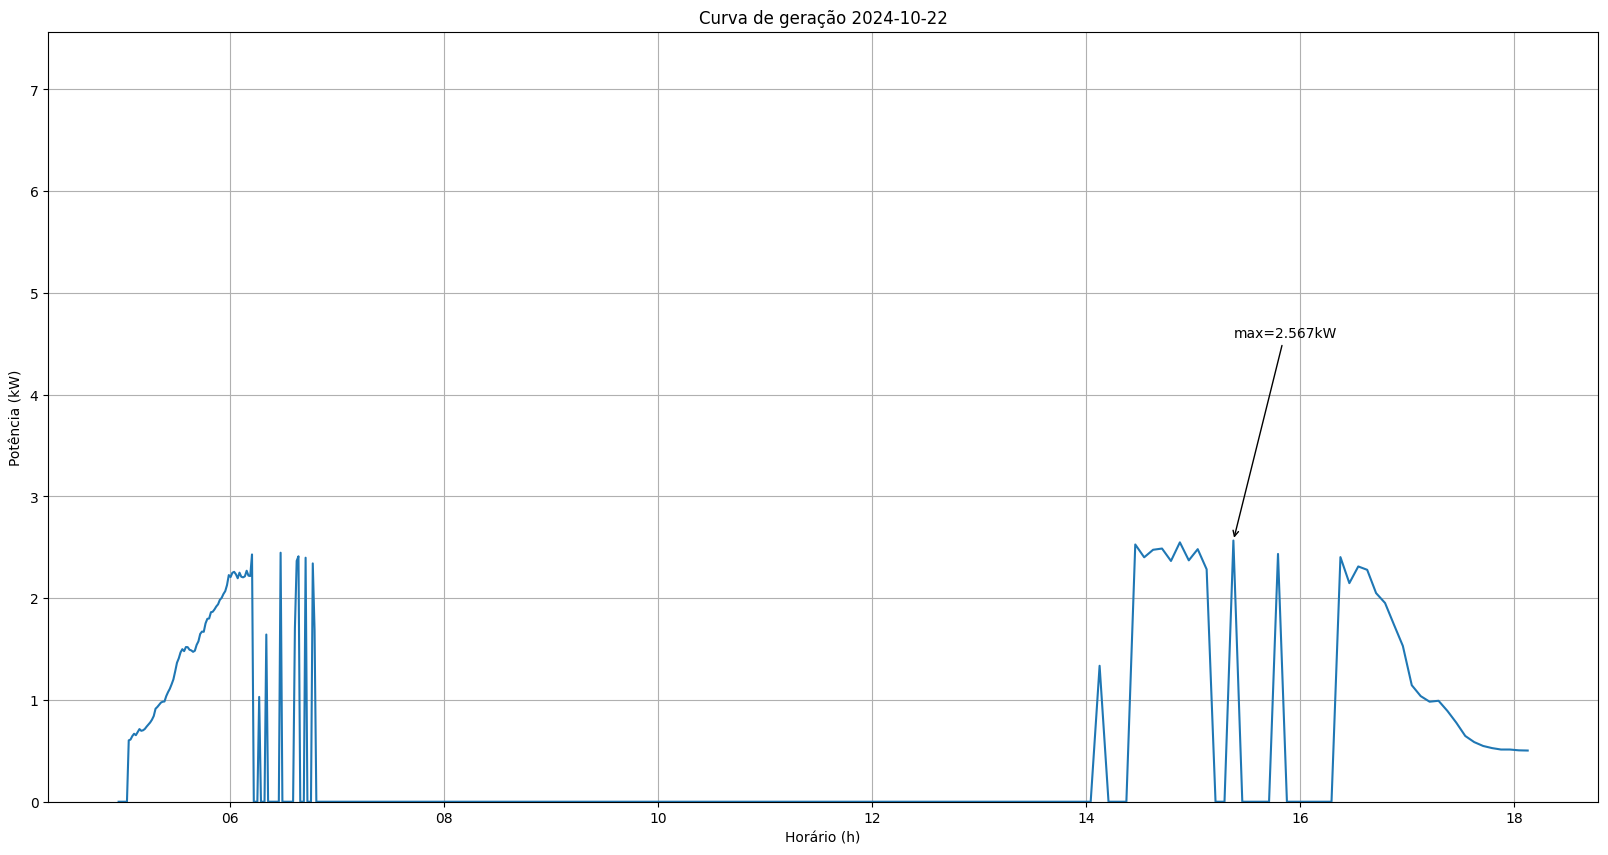 Curva de geração 2024-10-22
7
6
5
max=2.567kW
4
Potência (kW)
3
2
1
0
06 08 10 12 14 16 18
Horário (h)